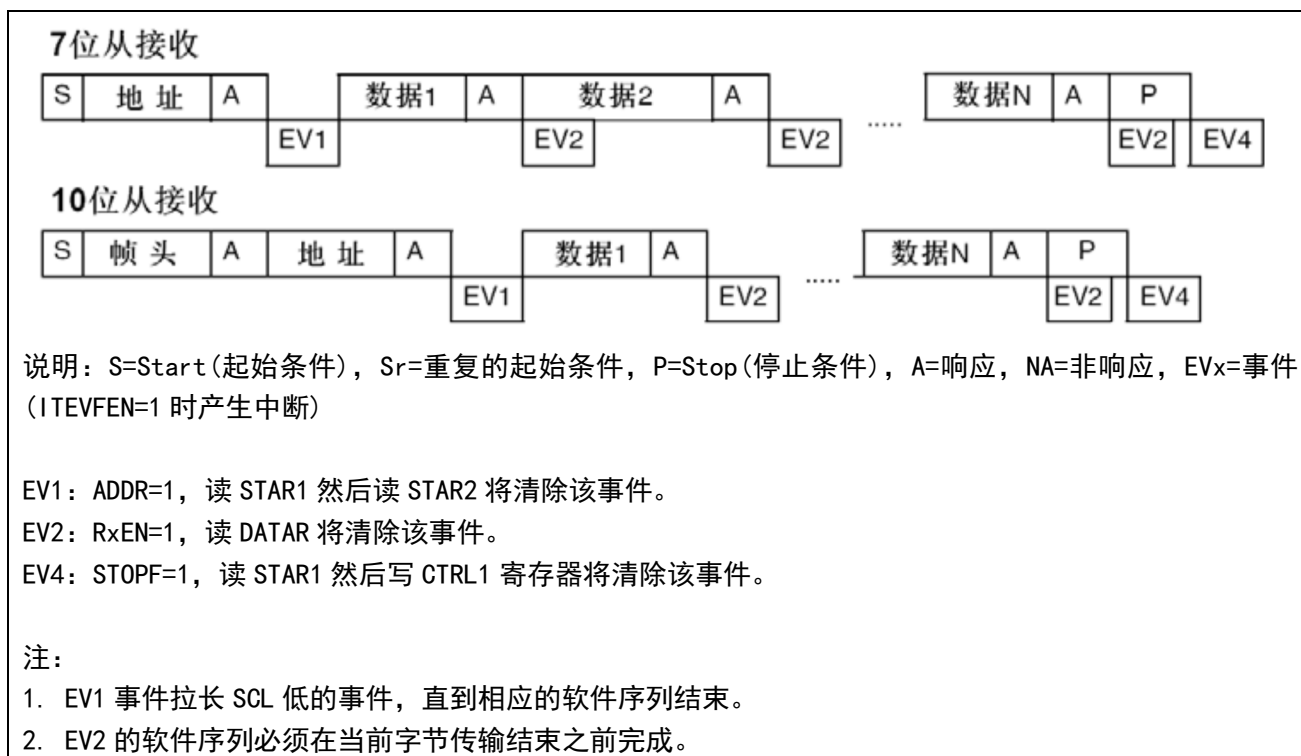 7位从接收
S 地 址 A 数据1 A 数据2 A 数据N A P
EV1 EV2 EV2 ..... EV2 EV4
10位从接收
S 帧 头 A 地 址 A 数据1 A 数据N A P
EV1 EV2 ..... EV2 EV4
说明：S=Start(起始条件)，Sr=重复的起始条件，P=Stop(停止条件)，A=响应，NA=非响应，EVx=事件
(ITEVFEN=1 时产生中断)
EV1：ADDR=1，读 STAR1 然后读 STAR2 将清除该事件。
EV2：RxEN=1，读 DATAR 将清除该事件。
EV4：STOPF=1，读 STAR1 然后写 CTRL1 寄存器将清除该事件。
注：
1. EV1 事件拉长 SCL 低的事件，直到相应的软件序列结束。
2. EV2 的软件序列必须在当前字节传输结束之前完成。